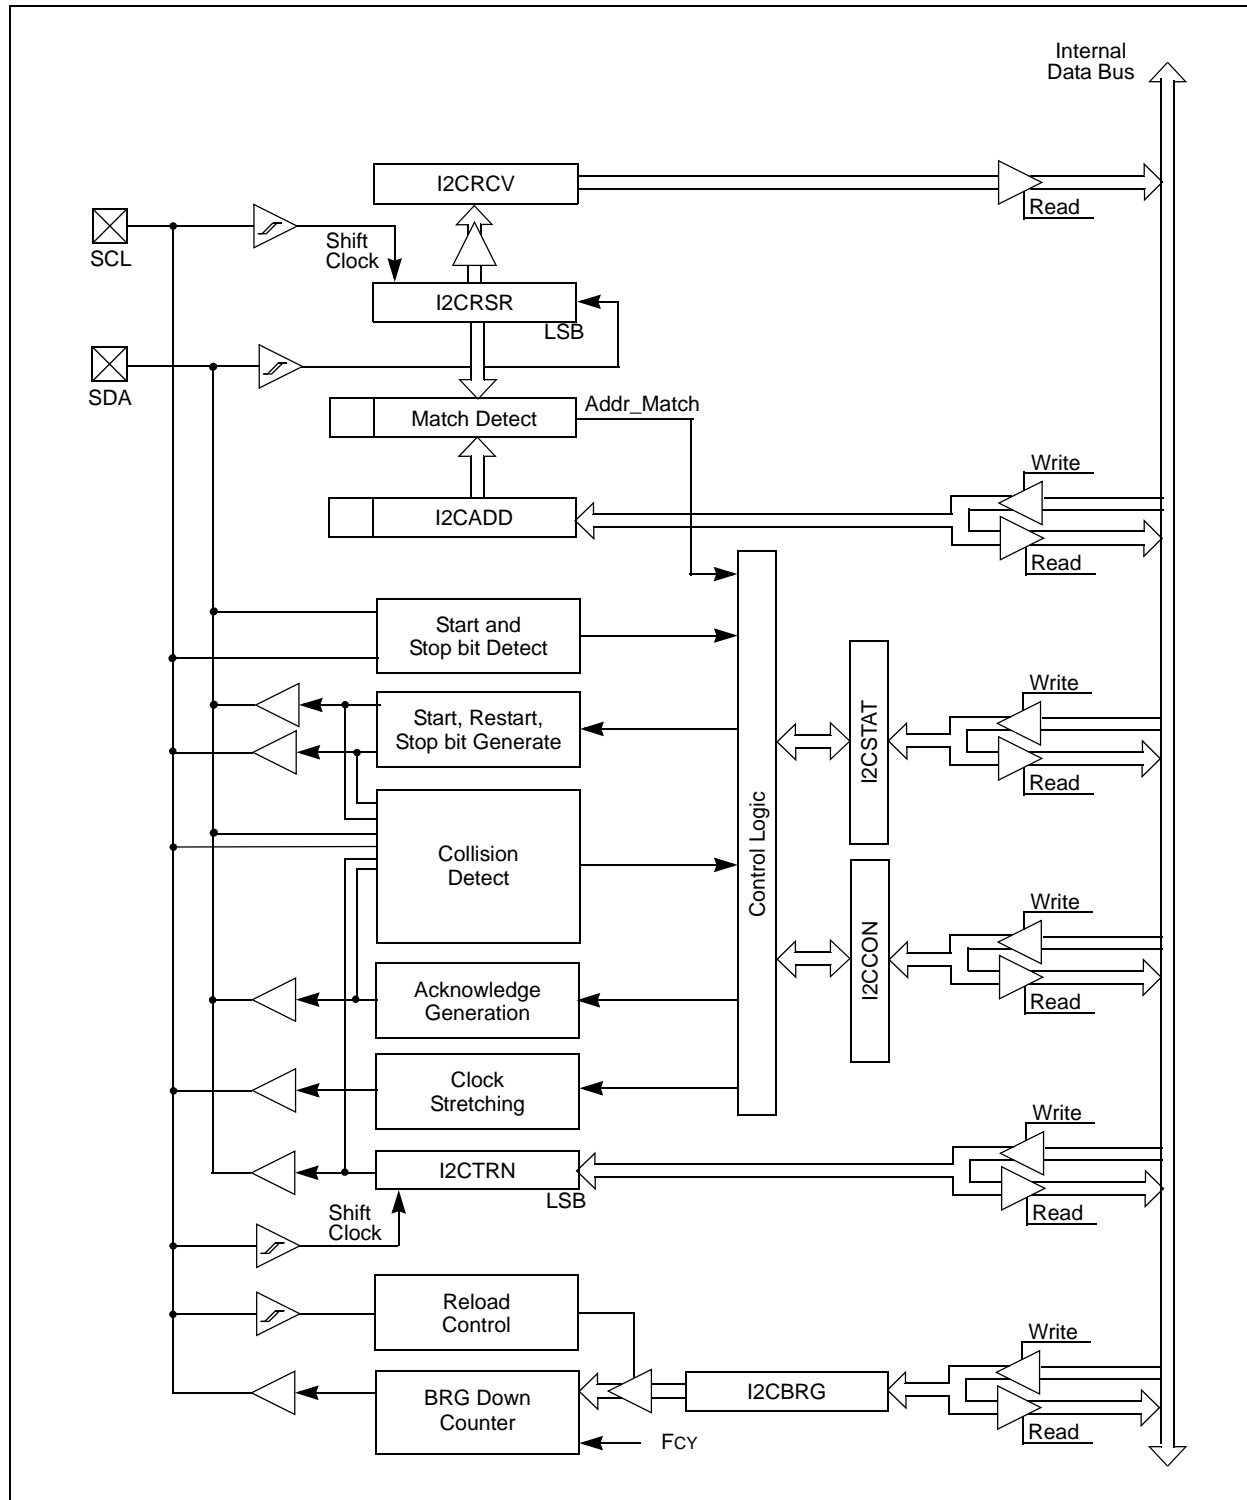 Internal
Data Bus
I2CRCV
Read
SCL
Shift
Clock
I2CRSR
LSB
SDA
Match Detect
Addr_Match
Write
I2CADD
Read
Start and
Stop bit Detect
Write
Start, Restart,
Stop bit Generate
I2CSTAT
Read
Control Logic
Collision
Detect
Write
I2CCON
Acknowledge
Generation
Read
Clock
Stretching
Write
I2CTRN
LSB
Shift
Clock
Read
Reload
Control
Write
BRG Down
Counter
I2CBRG
Read
FCY